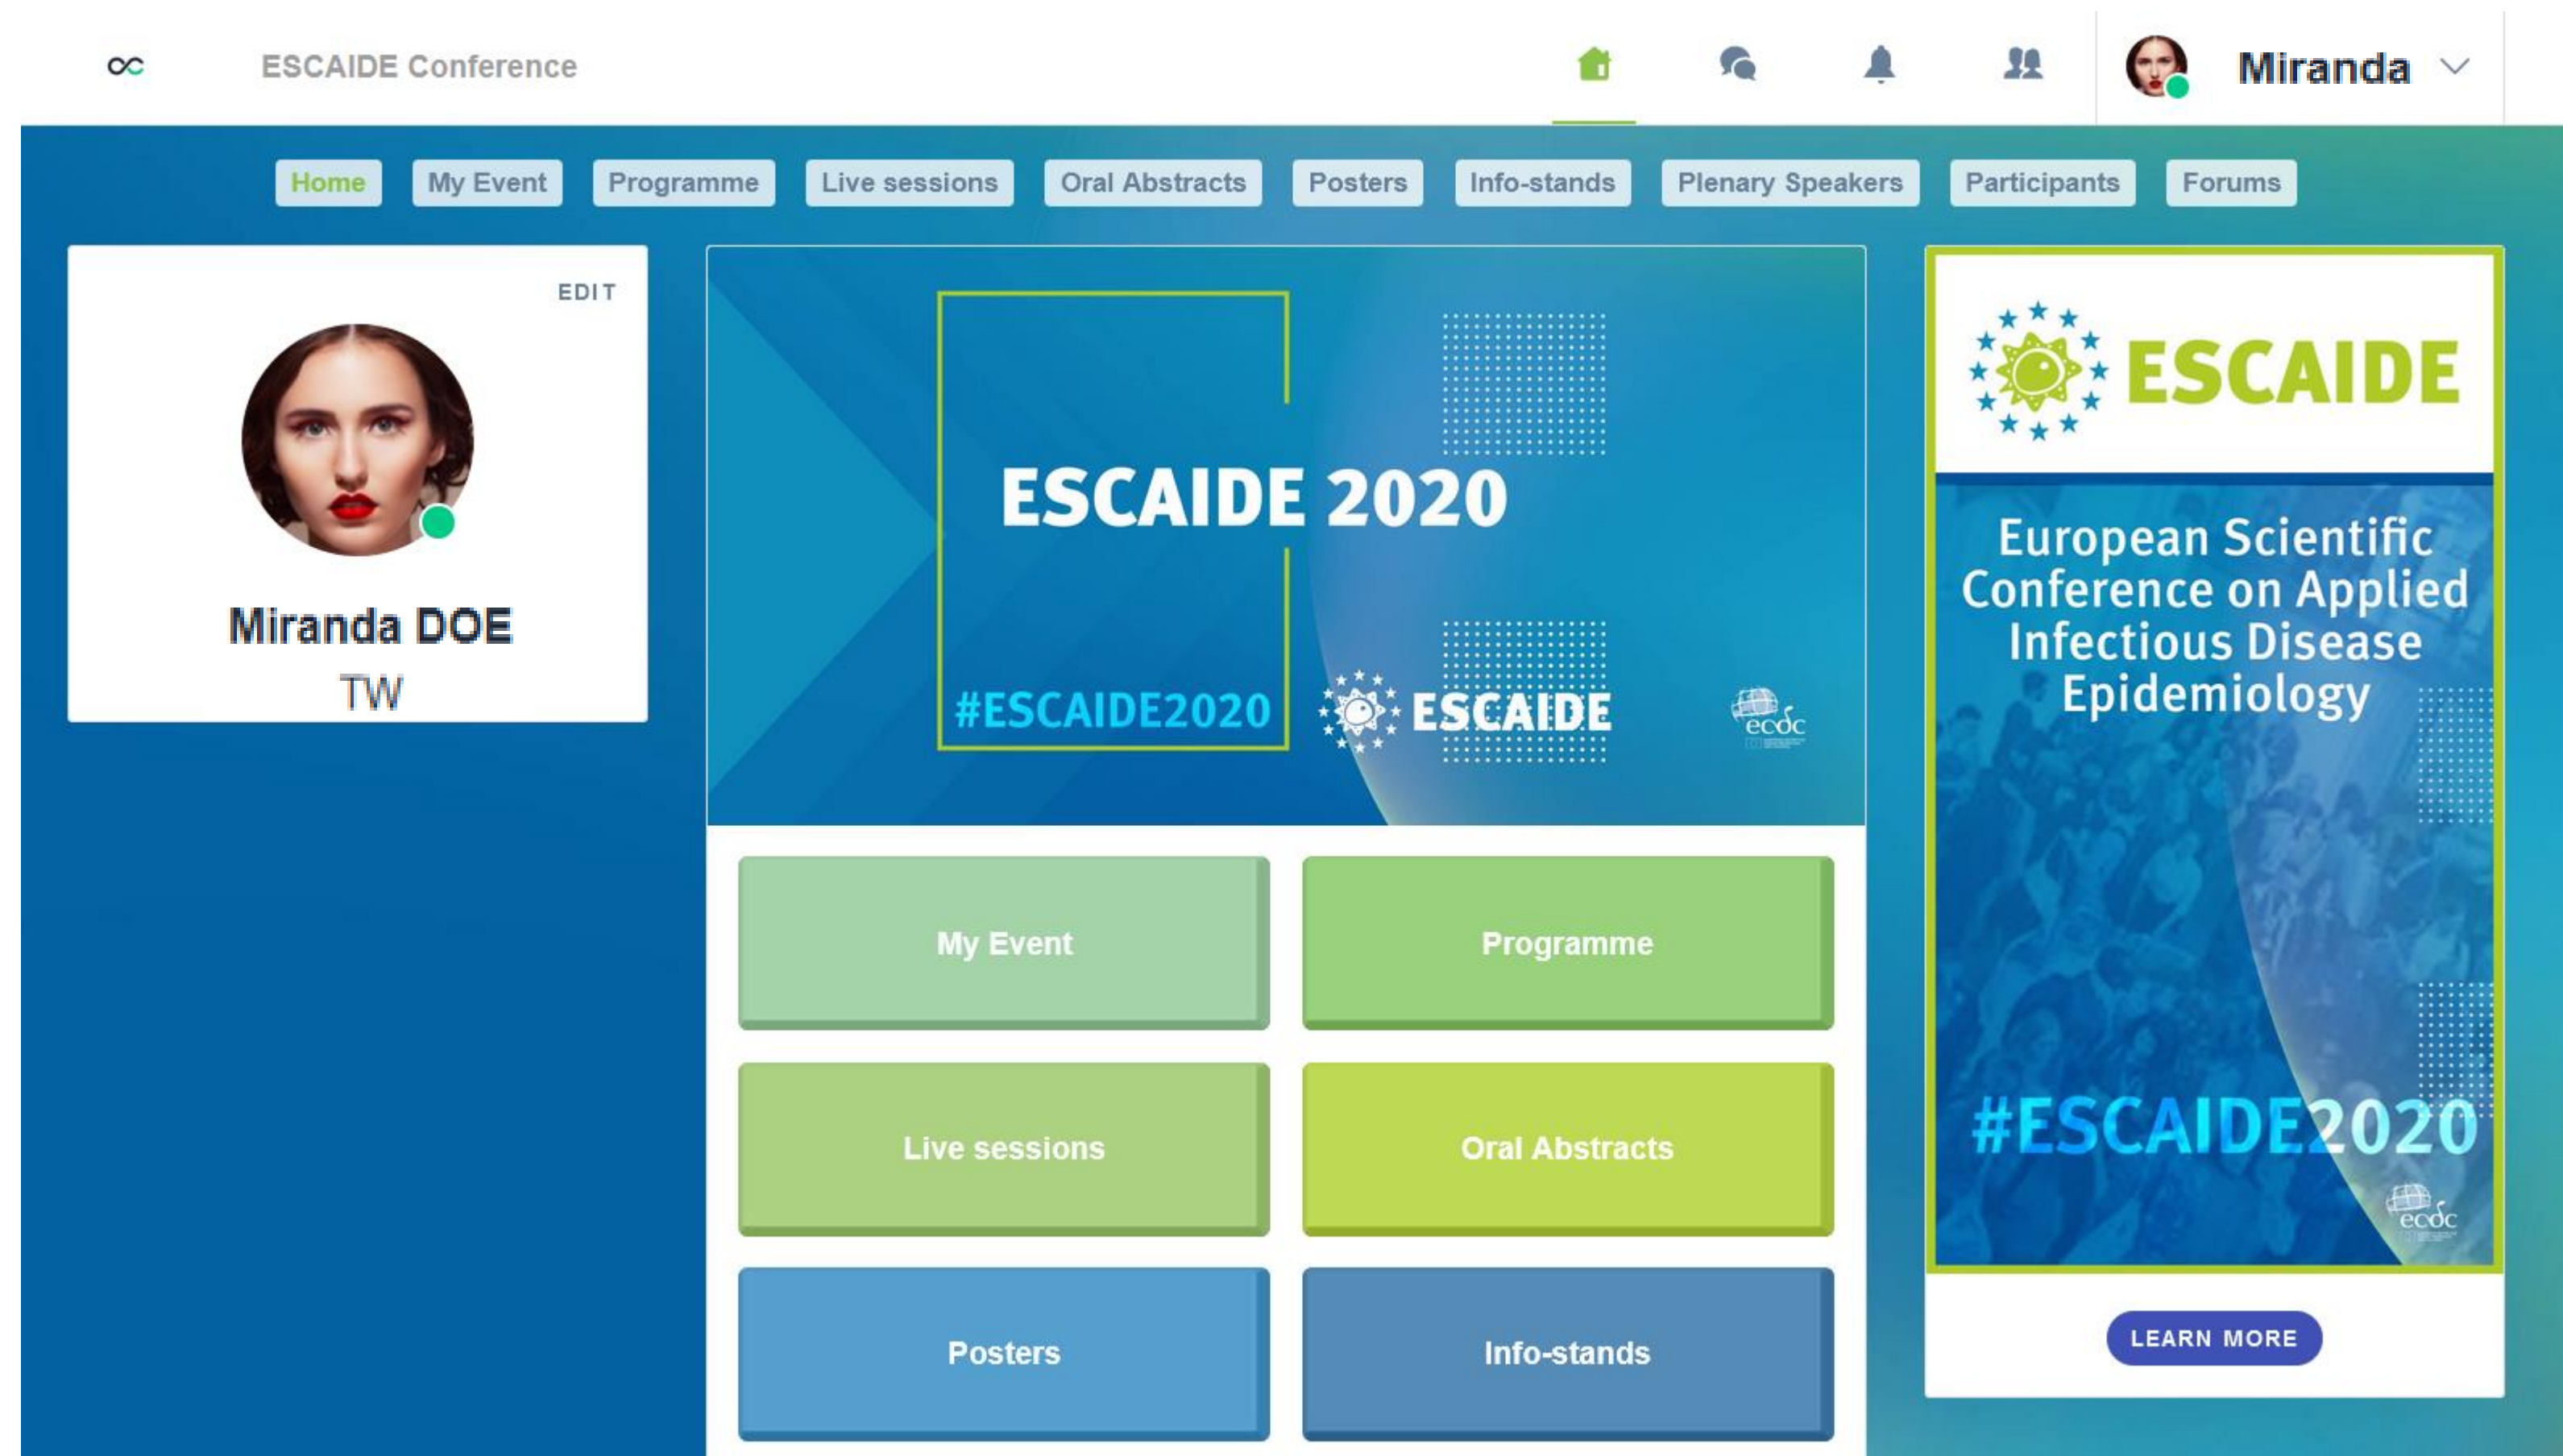 ESCAIDE Conference
Miranda
Home My Event Programme Live sessions Oral Abstracts Posters Info-stands Plenary Speakers Participants Forums
EDIT
Miranda DOE
TW
ESCAIDE 2020
#ESCAIDE2020
ESCAIDE
ecdc
My Event
Programme
Live sessions
Oral Abstracts
Posters
Info-stands
ESCAIDE
European Scientific
Conference on Applied
Infectious Disease
Epidemiology
#ESCAIDE2020
ecdc
LEARN MORE